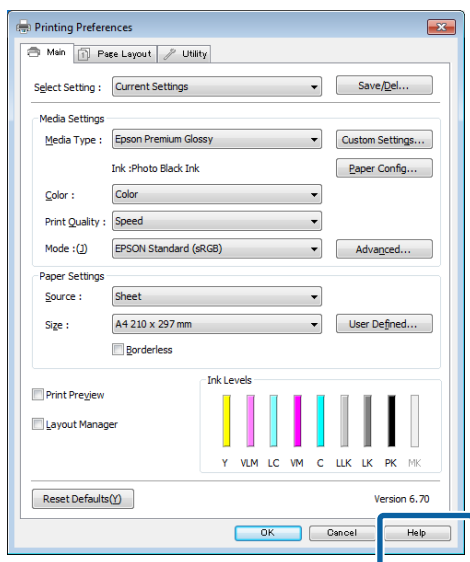 Printing Preferences
Main Page Layout Utility
Select Setting : Current Settings Save/Del...
Media Settings
Media Type : Epson Premium Glossy Custom Settings...
Ink :Photo Black Ink Paper Config...
Color : Color
Print Quality : Speed
Mode :(J) EPSON Standard (sRGB) Advanced...
Paper Settings
Source : Sheet
Size : A4 210 x 297 mm User Defined...
Borderless
Ink Levels
Print Preview
Layout Manager
Y VLM LC VM C LLK LK PK MK
Reset Defaults(Y) Version 6.70
OK Cancel Help